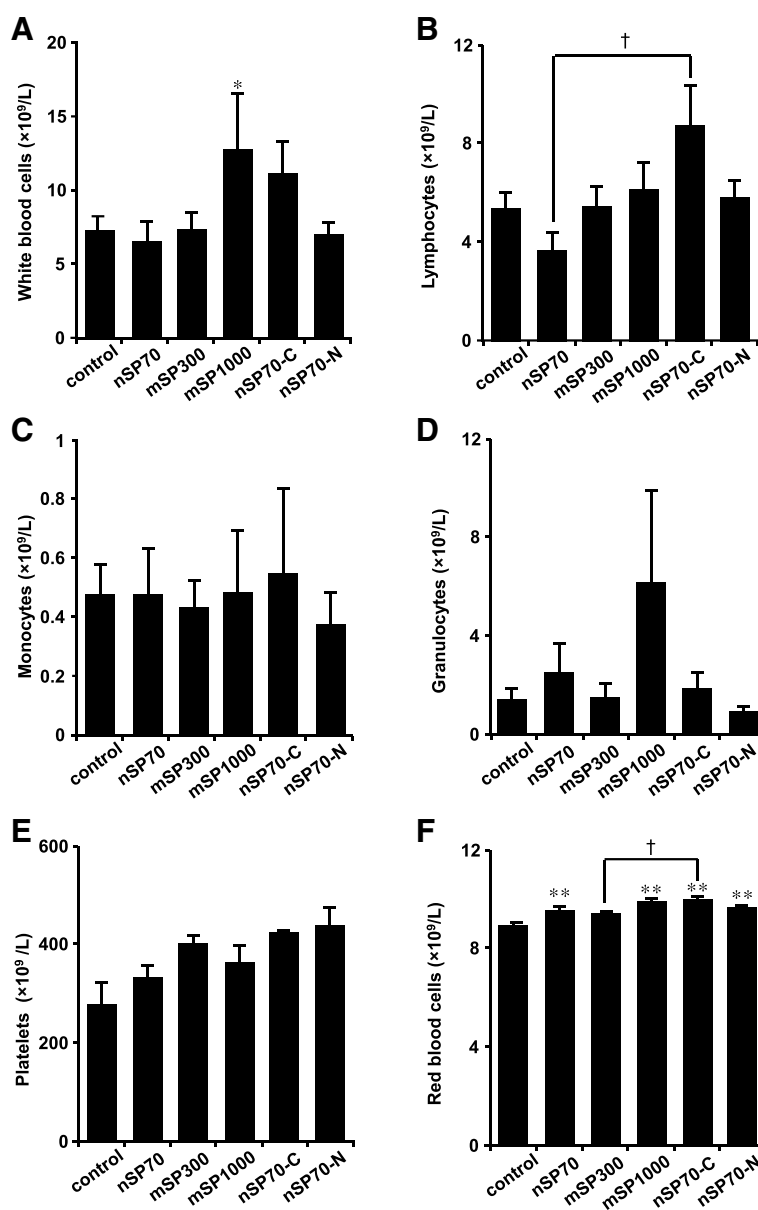 A
White blood cells (×10⁹/L)
20
15
10
5
0
*
control nSP70 mSP300 mSP1000 nSP70-C nSP70-N
B
Lymphocytes (×10⁹/L)
12
8
4
0
†
control nSP70 mSP300 mSP1000 nSP70-C nSP70-N
C
Monocytes (×10⁹/L)
1
0.8
0.6
0.4
0.2
0
control nSP70 mSP300 mSP1000 nSP70-C nSP70-N
D
Granulocytes (×10⁹/L)
12
8
4
0
control nSP70 mSP300 mSP1000 nSP70-C nSP70-N
E
Platelets (×10⁹ /L)
600
400
200
0
control nSP70 mSP300 mSP1000 nSP70-C nSP70-N
F
Red blood cells (×10⁹/L)
12
8
4
0
†
** ** ** **
control nSP70 mSP300 mSP1000 nSP70-C nSP70-N